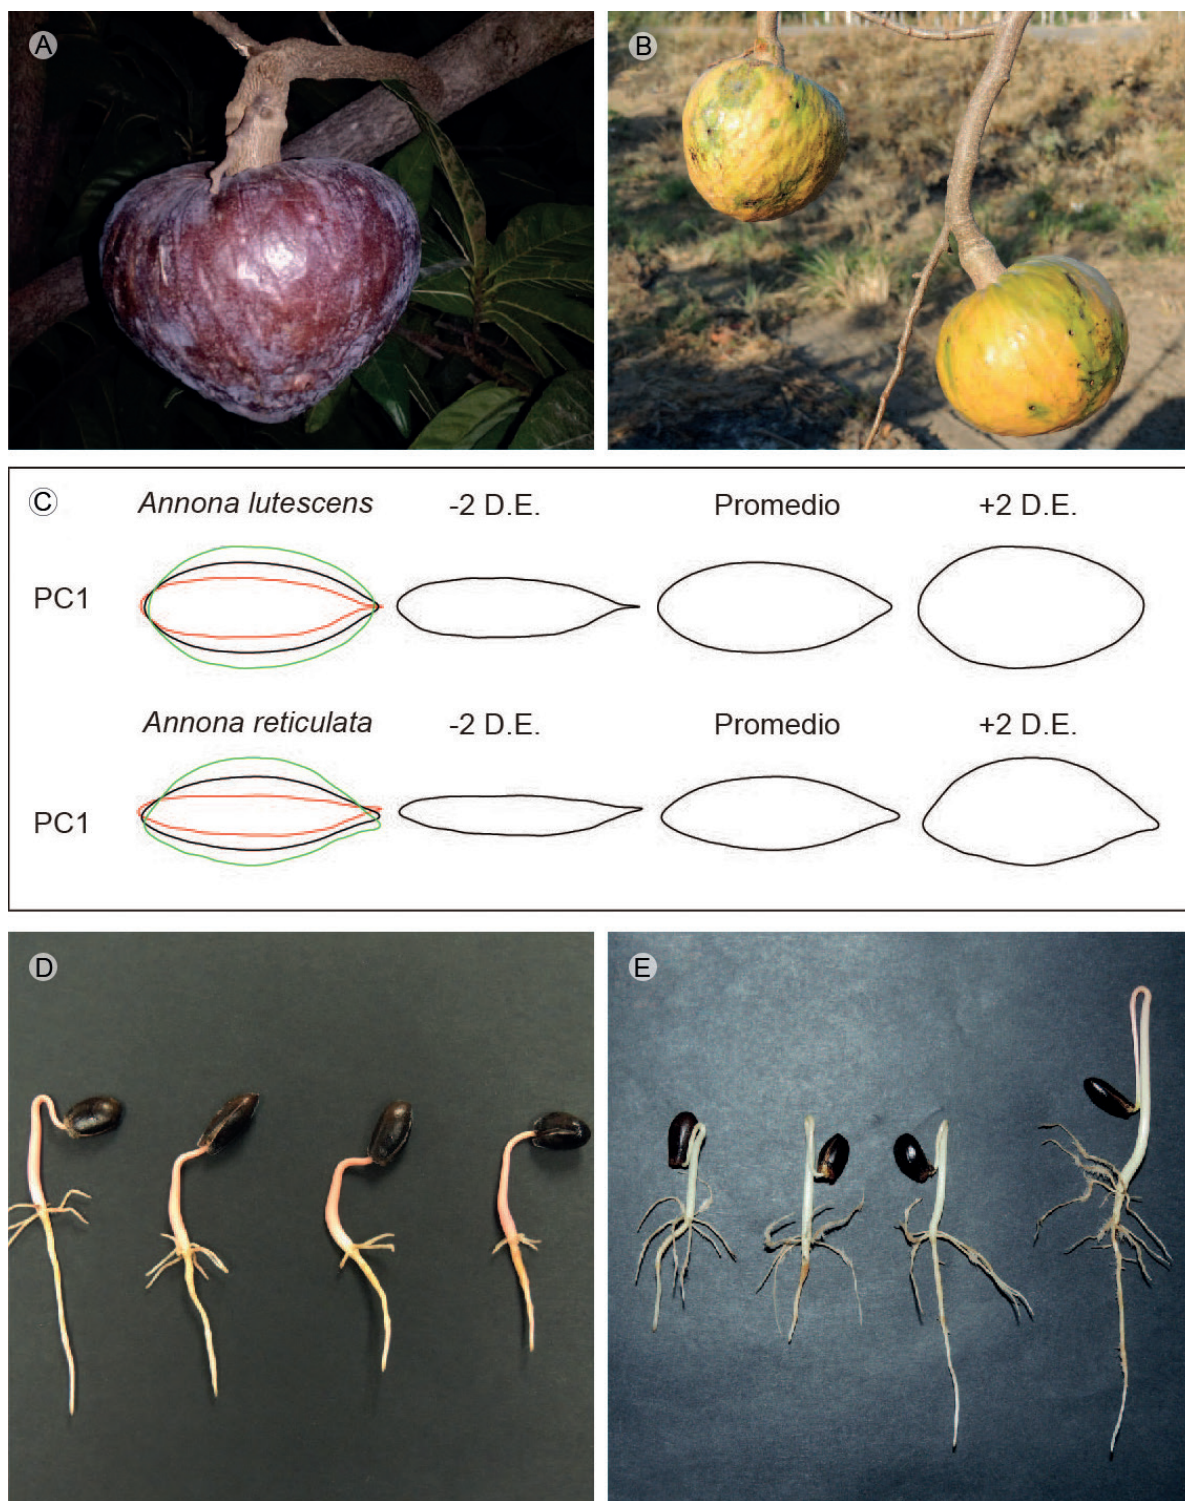 A
B
C
Annona lutescens -2 D.E. Promedio +2 D.E.
PC1
Annona reticulata -2 D.E. Promedio +2 D.E.
PC1
D
E